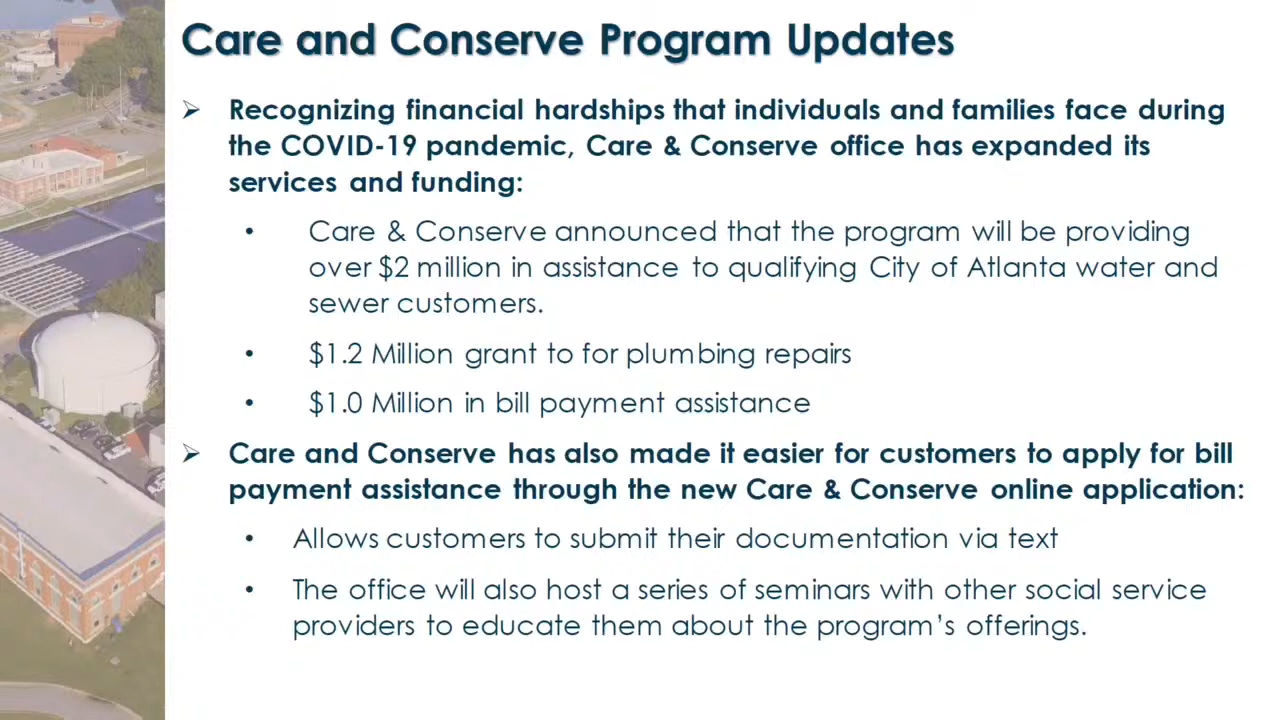 Care and Conserve Program Updates
➢ Recognizing financial hardships that individuals and families face during
the COVID-19 pandemic, Care & Conserve office has expanded its
services and funding:
• Care & Conserve announced that the program will be providing
over $2 million in assistance to qualifying City of Atlanta water and
sewer customers.
• $1.2 Million grant to for plumbing repairs
• $1.0 Million in bill payment assistance
➢ Care and Conserve has also made it easier for customers to apply for bill
payment assistance through the new Care & Conserve online application:
• Allows customers to submit their documentation via text
• The office will also host a series of seminars with other social service
providers to educate them about the program’s offerings.